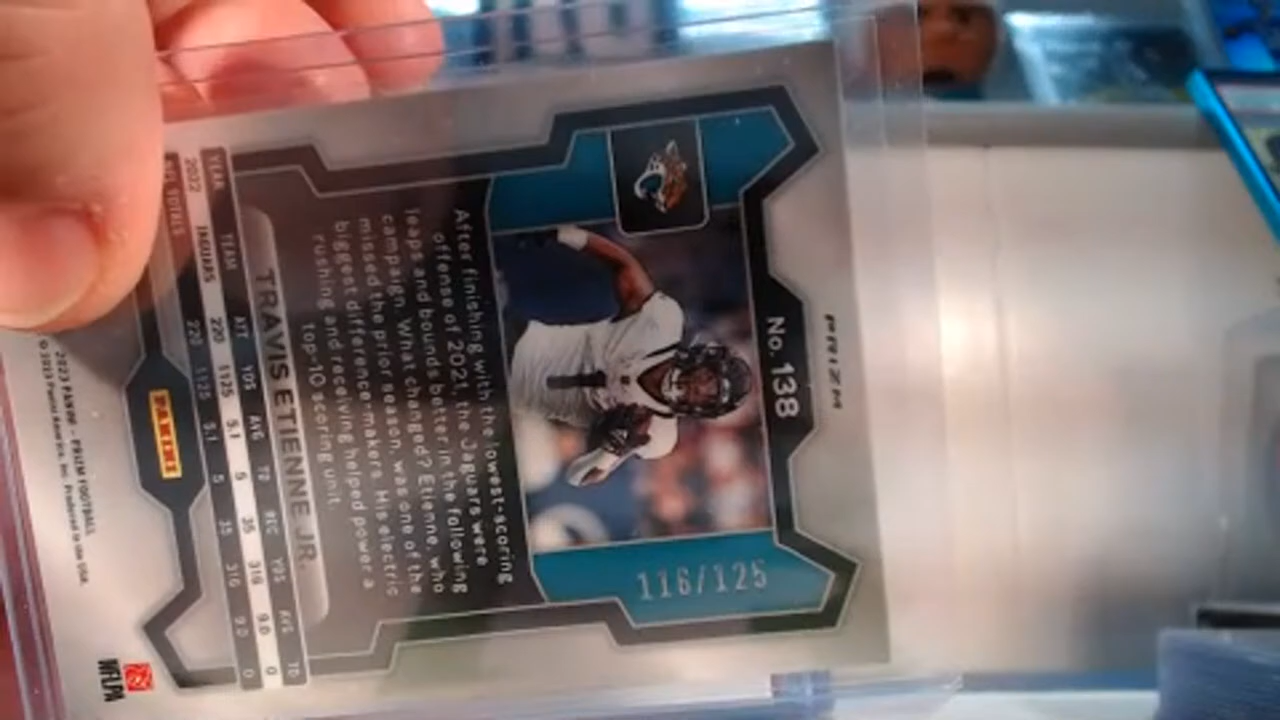 PRIZM
No. 138
116/125
After finishing with the lowest-scoring
offense of 2021, the Jaguars were
leaps and bounds better in the following
campaign. What changed? Etienne, who
missed the prior season, was one of the
biggest difference-makers. His electric
rushing and receiving helped power a
top-10 scoring unit.
TRAVIS ETIENNE JR.
YEAR TEAM ATT YDS AVG TD REC YDS AVG TD
2022 JAGUARS 220 1125 5.1 5 35 316 9.0 0
NFL TOTALS 220 1125 5.1 5 35 316 9.0 0
PANINI
2023 PANINI - PRIZM FOOTBALL
© 2023 Panini America, Inc. Produced in the USA.
NFLPA